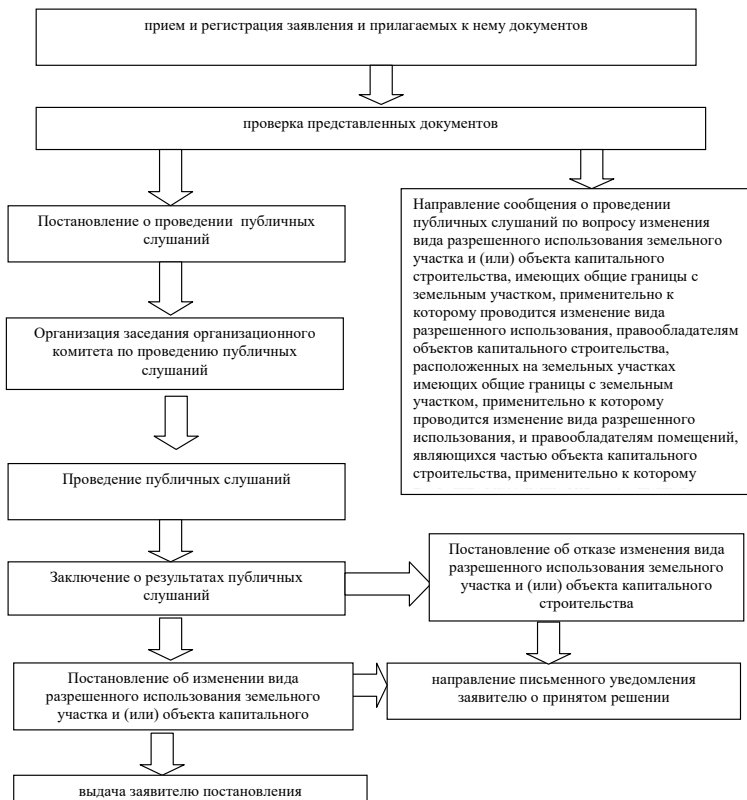 прием и регистрация заявления и прилагаемых к нему документов
проверка представленных документов
Постановление о проведении публичных
слушаний
Направление сообщения о проведении
публичных слушаний по вопросу изменения
вида разрешенного использования земельного
участка и (или) объекта капитального
строительства, имеющих общие границы с
земельным участком, применительно к
которому проводится изменение вида
разрешенного использования, правообладателям
объектов капитального строительства,
расположенных на земельных участках
имеющих общие границы с земельным
участком, применительно к которому
проводится изменение вида разрешенного
использования, и правообладателям помещений,
являющихся частью объекта капитального
строительства, применительно к которому
Организация заседания организационного
комитета по проведению публичных
слушаний
Проведение публичных слушаний
Заключение о результатах публичных
слушаний
Постановление об отказе изменения вида
разрешенного использования земельного
участка и (или) объекта капитального
строительства
Постановление об изменении вида
разрешенного использования земельного
участка и (или) объекта капитального
направление письменного уведомления
заявителю о принятом решении
выдача заявителю постановления